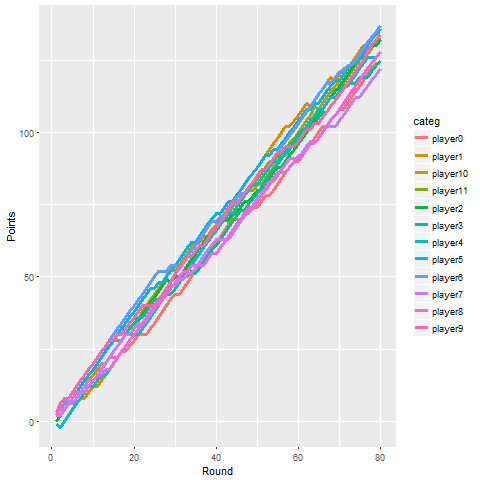 Points
100
50
0
0
20
40
60
80
Round
categ
player0
player1
player10
player11
player2
player3
player4
player5
player6
player7
player8
player9